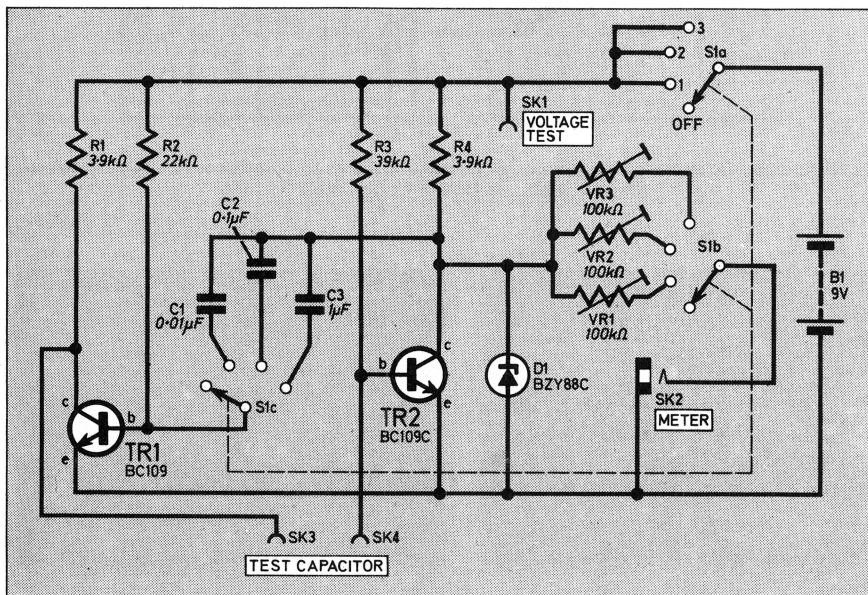 3
2
S1a
1
OFF
SK1
VOLTAGE
TEST
R1
3·9kΩ
R2
22kΩ
R3
39kΩ
R4
3·9kΩ
VR3
100kΩ
VR2
100kΩ
VR1
100kΩ
S1b
B1
9V
C2
0·1μF
C1
0·01μF
C3
1μF
S1c
c
b
e
TR1
BC109
b
c
e
TR2
BC109C
D1
BZY88C
SK2
METER
SK3
SK4
TEST CAPACITOR